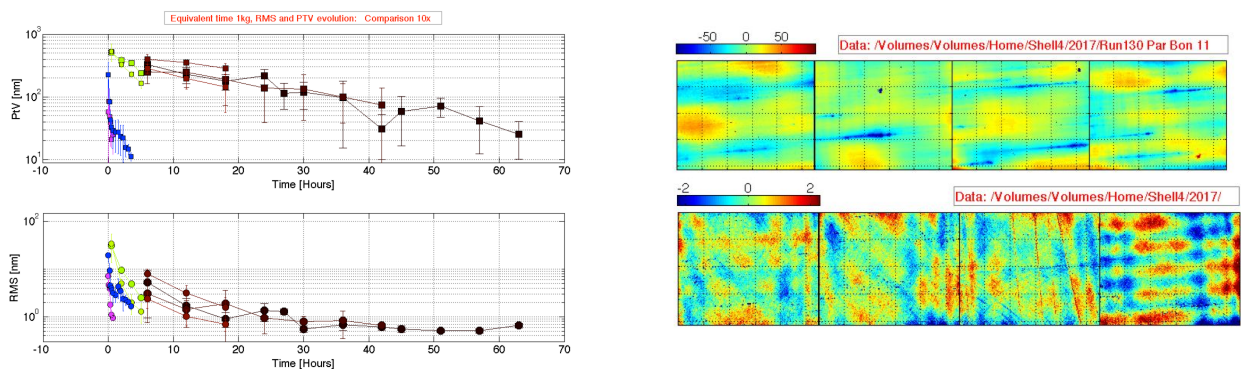 Equivalent time 1kg, RMS and PTV evolution: Comparison 10x
10³
10²
10¹
PtV [nm]
-10 0 10 20 30 40 50 60 70
Time [Hours]
10²
10⁰
RMS [nm]
-10 0 10 20 30 40 50 60 70
Time [Hours]
-50 0 50
Data: /Volumes/Volumes/Home/Shell4/2017/Run130 Par Bon 11
-2 0 2
Data: /Volumes/Volumes/Home/Shell4/2017/